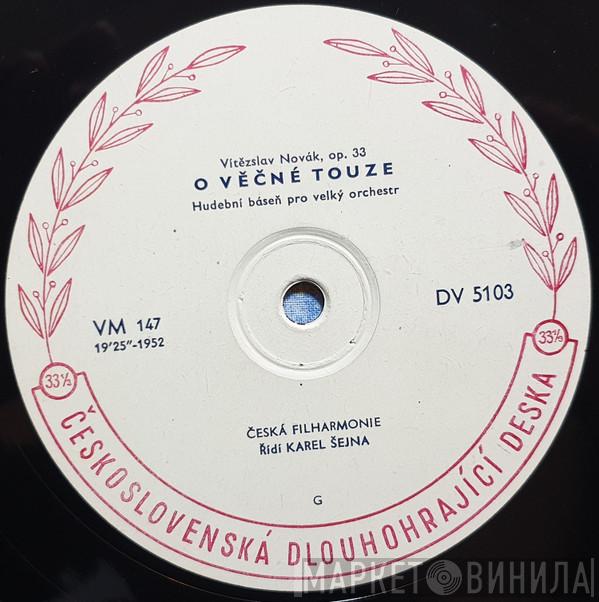 Vítězslav Novák, op. 33
O VĚČNÉ TOUZE
Hudební báseň pro velký orchestr
VM 147
19'25"-1952
DV 5103
33⅓
33⅓
ČESKÁ FILHARMONIE
Řídí KAREL ŠEJNA
G
ČESKOSLOVENSKÁ DLOUHOHRAJÍCÍ DESKA
МАРКЕТ ВИНИЛА